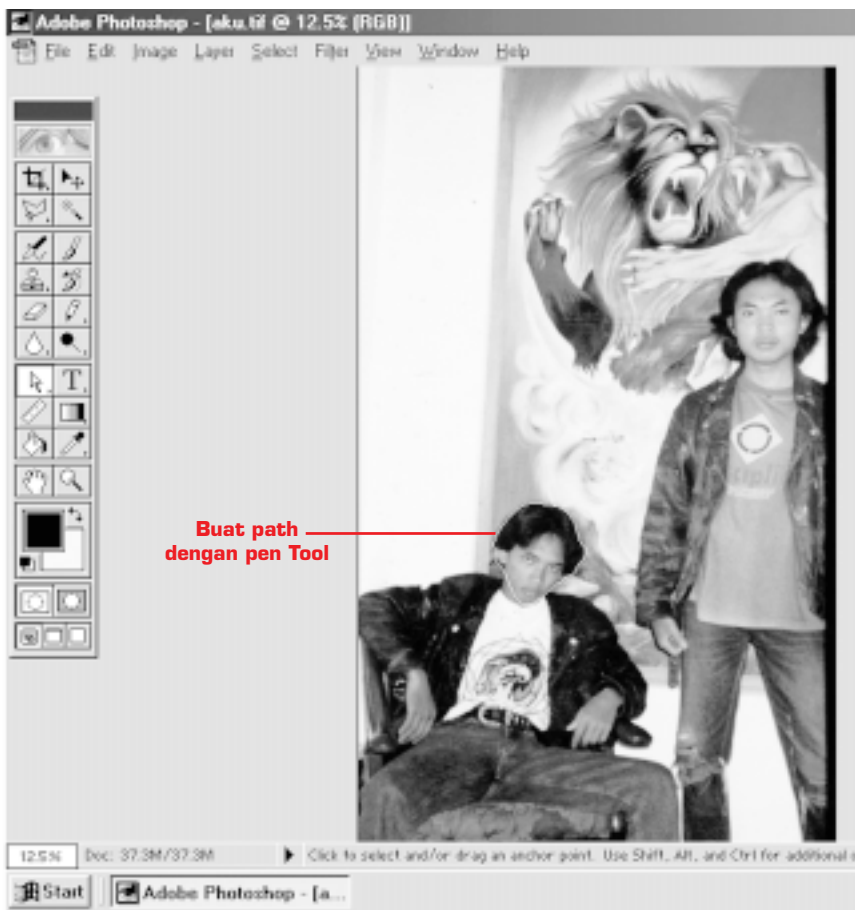 Adobe Photoshop - [aku.tif @ 12.5% (RGB)]
File Edit Image Layer Select Filter View Window Help
T
Buat path
dengan pen Tool
12.5% Doc: 37.3M/37.3M Click to select and/or drag an anchor point. Use Shift, Alt, and Ctrl for additional
Start Adobe Photoshop - [a...